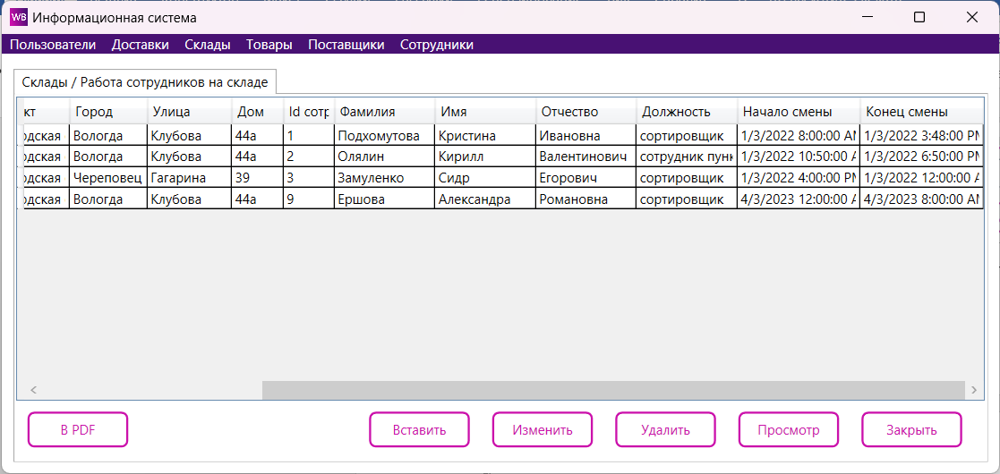 WB Информационная система
Пользователи Доставки Склады Товары Поставщики Сотрудники
Склады / Работа сотрудников на складе
кт Город Улица Дом Id сотр Фамилия Имя Отчество Должность Начало смены Конец смены
одская Вологда Клубова 44а 1 Подхомутова Кристина Ивановна сортировщик 1/3/2022 8:00:00 AM 1/3/2022 3:48:00 PM
одская Вологда Клубова 44а 2 Олялин Кирилл Валентинович сотрудник пунк 1/3/2022 10:50:00 A 1/3/2022 6:50:00 PM
одская Череповец Гагарина 39 3 Замуленко Сидр Егорович сортировщик 1/3/2022 4:00:00 PM 1/3/2022 12:00:00 A
одская Вологда Клубова 44а 9 Ершова Александра Романовна сортировщик 4/3/2023 12:00:00 A 4/3/2023 8:00:00 AM
В PDF Вставить Изменить Удалить Просмотр Закрыть